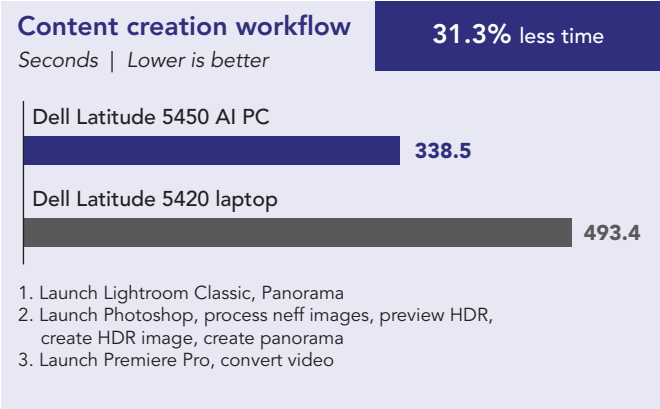 Content creation workflow
31.3% less time
Seconds | Lower is better
Dell Latitude 5450 AI PC
338.5
Dell Latitude 5420 laptop
493.4
1. Launch Lightroom Classic, Panorama
2. Launch Photoshop, process neff images, preview HDR,
create HDR image, create panorama
3. Launch Premiere Pro, convert video